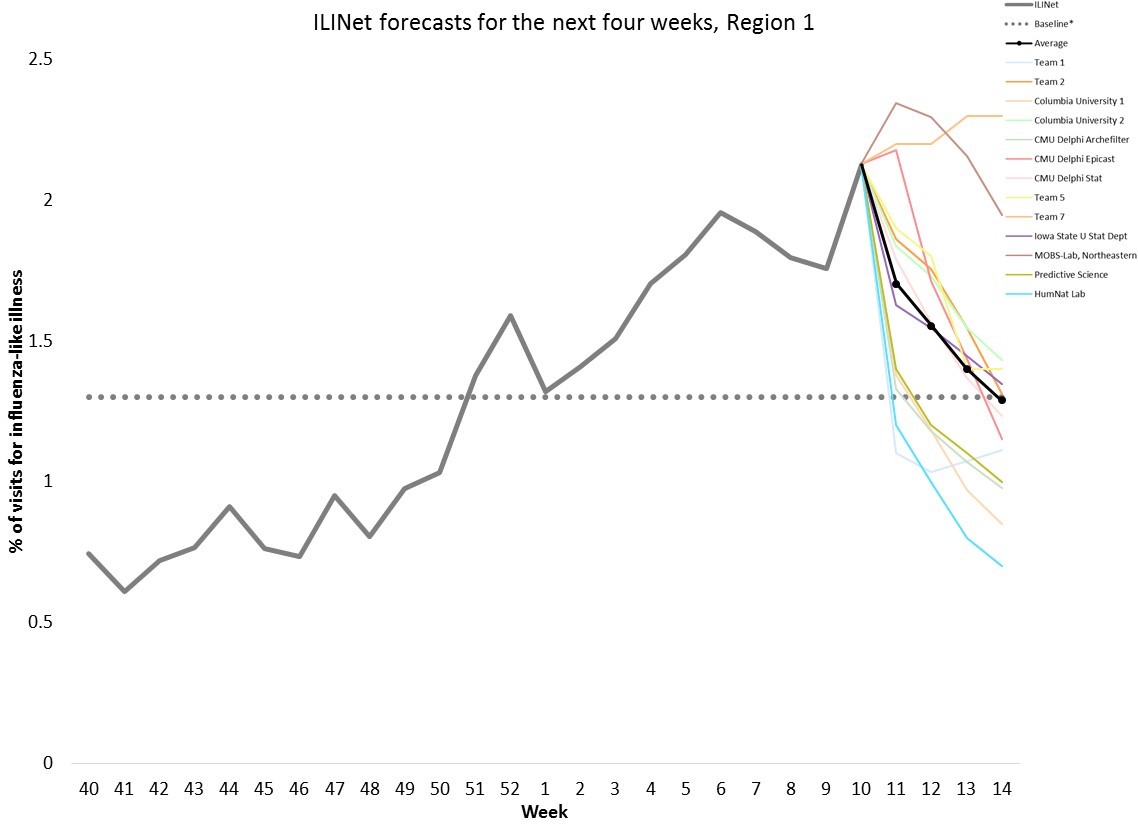 ILINet forecasts for the next four weeks, Region 1
ILINet
Baseline*
Average
Team 1
Team 2
Columbia University 1
Columbia University 2
CMU Delphi Archefilter
CMU Delphi Epicast
CMU Delphi Stat
Team 5
Team 7
Iowa State U Stat Dept
MOBS-Lab, Northeastern
Predictive Science
HumNat Lab
2.5
2
1.5
1
0.5
0
% of visits for influenza-like illness
40 41 42 43 44 45 46 47 48 49 50 51 52 1 2 3 4 5 6 7 8 9 10 11 12 13 14
Week